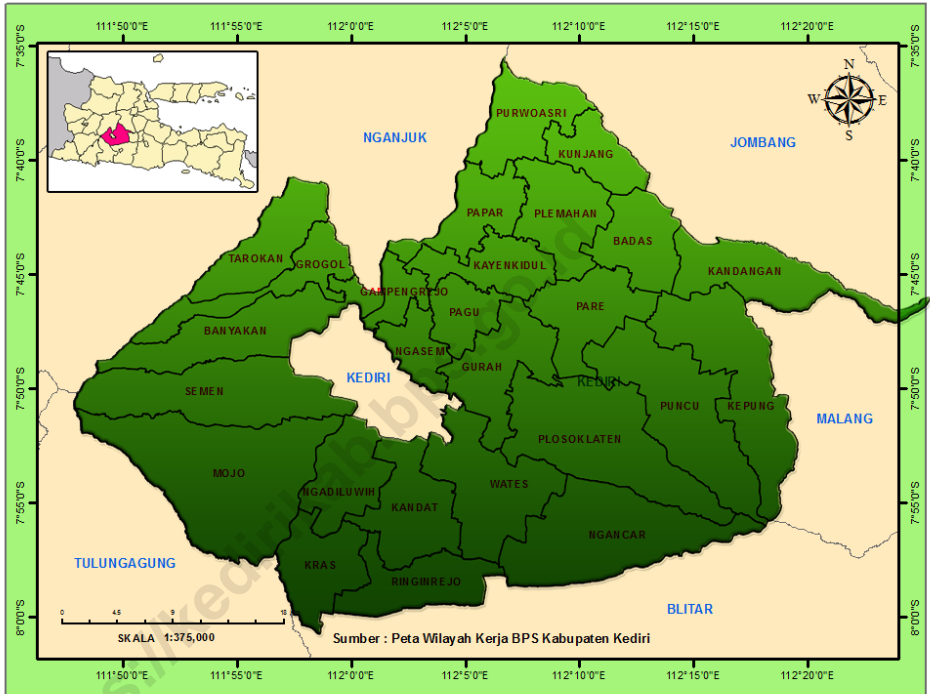 111°50'0"E 111°55'0"E 112°0'0"E 112°5'0"E 112°10'0"E 112°15'0"E 112°20'0"E
7°35'0"S 7°35'0"S
N
W E
S
PURWOASRI
NGANJUK
JOMBANG
KUNJANG
7°40'0"S 7°40'0"S
PAPAR
PLEMAHAN
BADAS
TAROKAN
GROGOL
KAYENKIDUL
KANDANGAN
7°45'0"S 7°45'0"S
GAMPENGREJO
PAGU
PARE
BANYAKAN
NGASEM
GURAH
KEDIRI
KEDIRI
7°50'0"S 7°50'0"S
SEMEN
PUNCU
KEPUNG
MALANG
PLOSOKLATEN
MOJO
WATES
NGADILUWIH
KANDAT
7°55'0"S 7°55'0"S
NGANCAR
TULUNGAGUNG
KRAS
RINGINREJO
BLITAR
0 4.5 9 18
8°0'0"S 8°0'0"S
SKALA 1:375,000
Sumber : Peta Wilayah Kerja BPS Kabupaten Kediri
111°50'0"E 111°55'0"E 112°0'0"E 112°5'0"E 112°10'0"E 112°15'0"E 112°20'0"E
s://kedirikab.bps.go.id